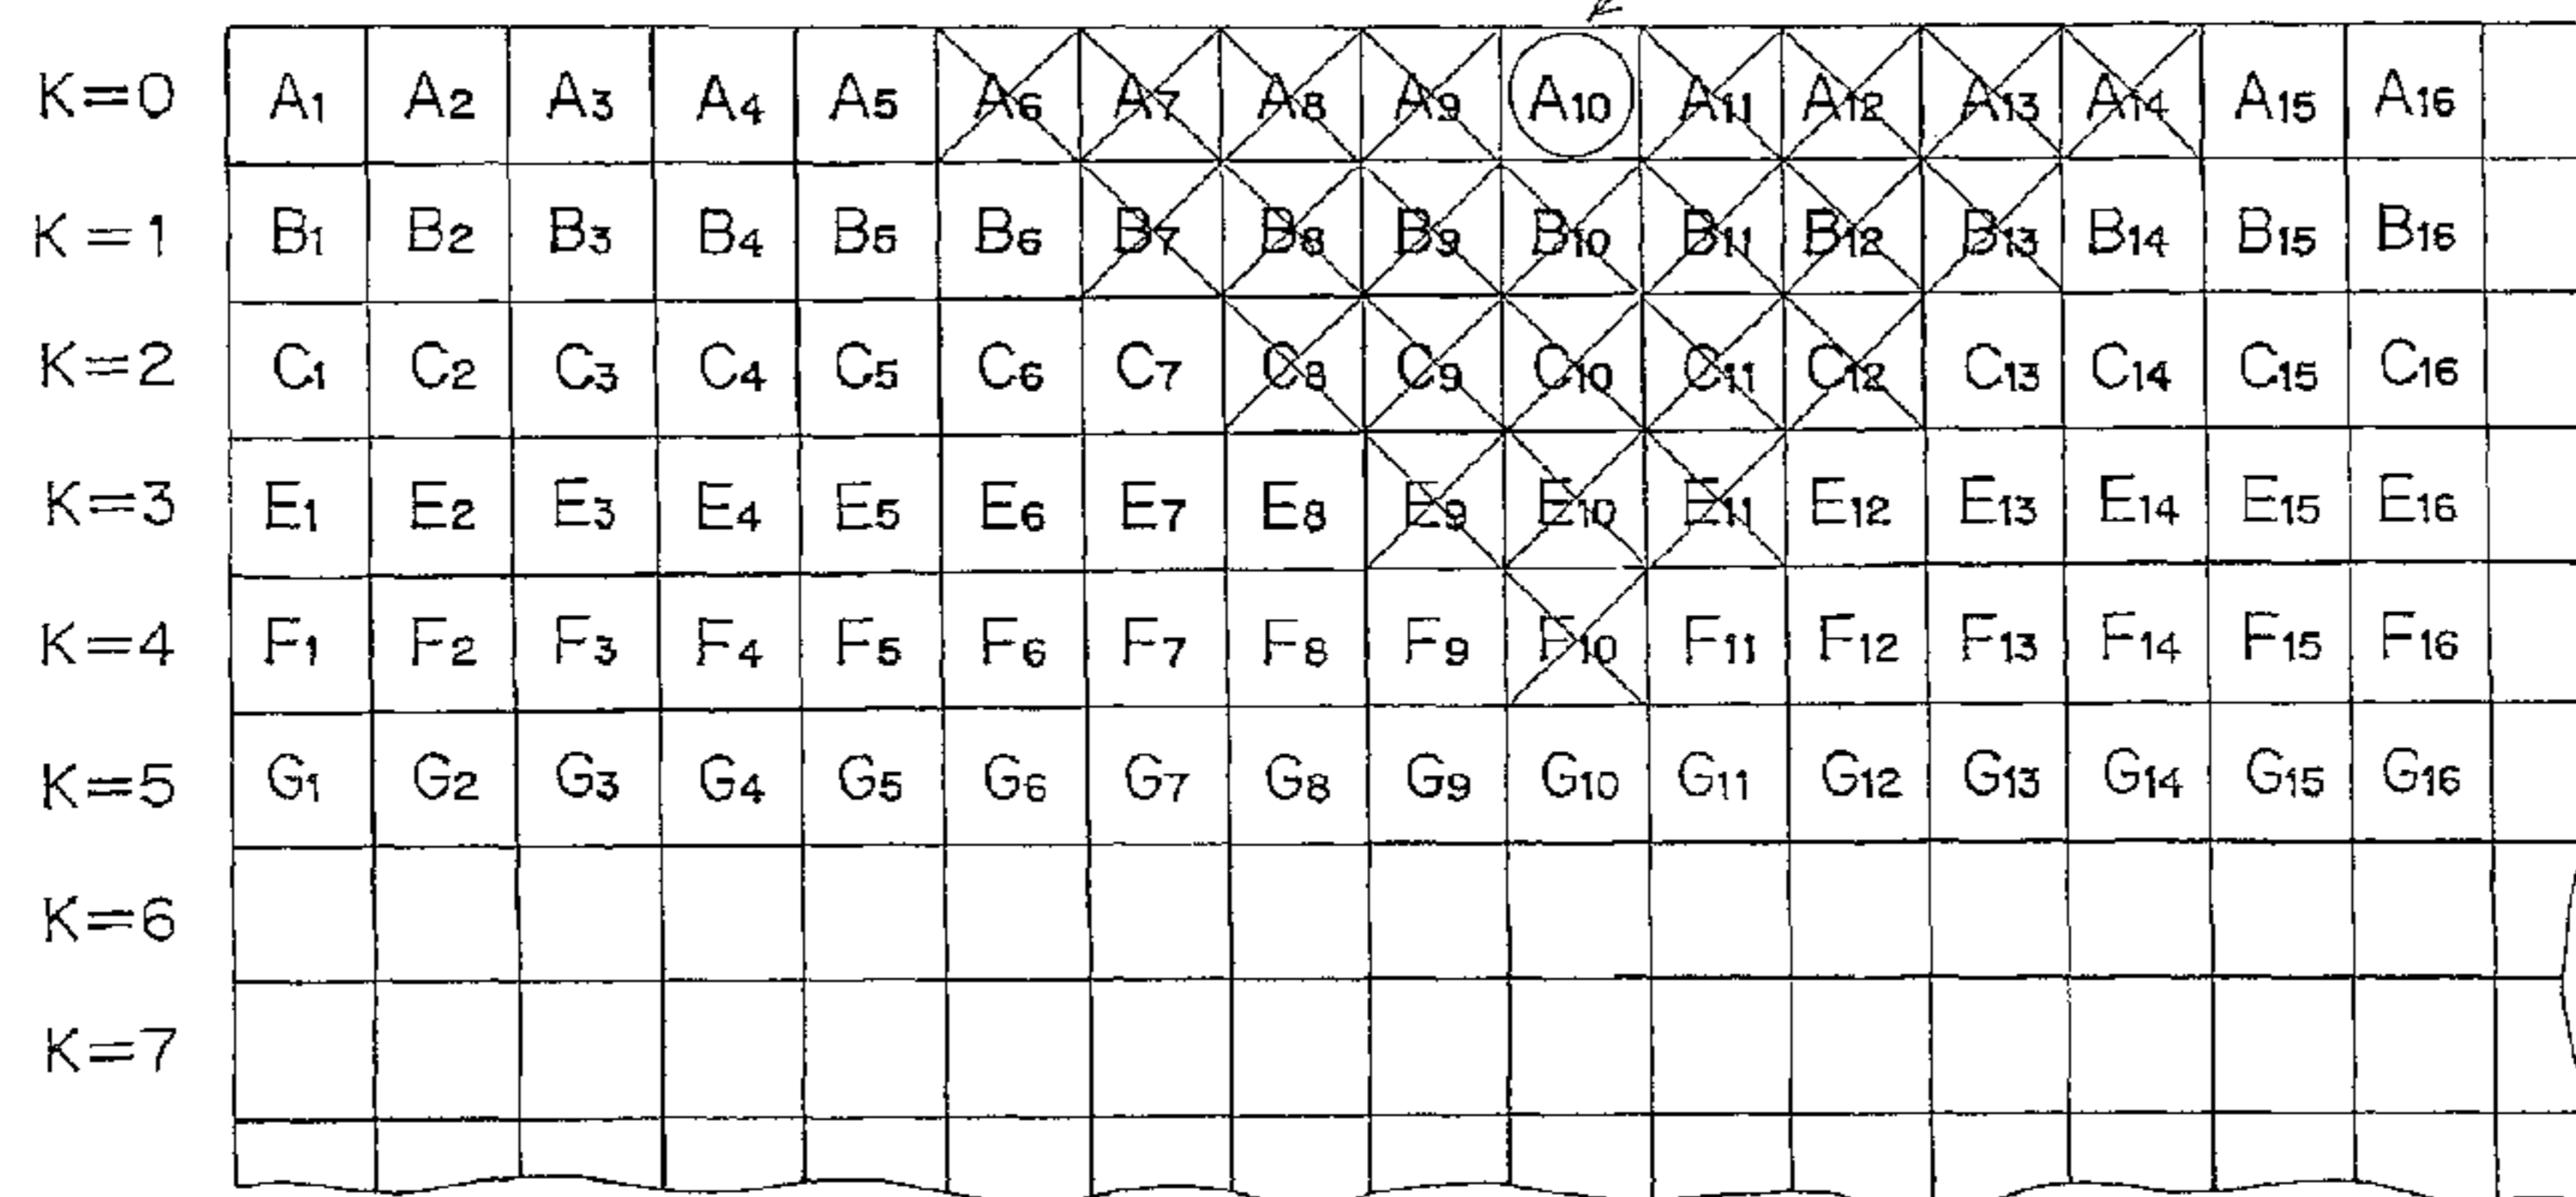 K=0 A1 A2 A3 A4 A5 A6 A7 A8 A9 A10 A11 A12 A13 A14 A15 A16
K=1 B1 B2 B3 B4 B5 B6 B7 B8 B9 B10 B11 B12 B13 B14 B15 B16
K=2 C1 C2 C3 C4 C5 C6 C7 C8 C9 C10 C11 C12 C13 C14 C15 C16
K=3 E1 E2 E3 E4 E5 E6 E7 E8 E9 E10 E11 E12 E13 E14 E15 E16
K=4 F1 F2 F3 F4 F5 F6 F7 F8 F9 F10 F11 F12 F13 F14 F15 F16
K=5 G1 G2 G3 G4 G5 G6 G7 G8 G9 G10 G11 G12 G13 G14 G15 G16
K=6
K=7